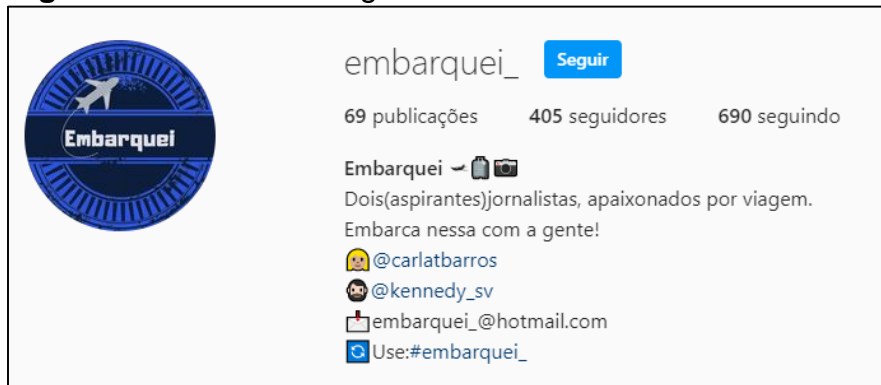 Embarquei
embarquei_ Seguir
69 publicações 405 seguidores 690 seguindo
Embarquei 🛩🧳📷
Dois(aspirantes)jornalistas, apaixonados por viagem.
Embarca nessa com a gente!
👱‍♀️@carlatbarros
🧔@kennedy_sv
📩embarquei_@hotmail.com
🔄Use:#embarquei_